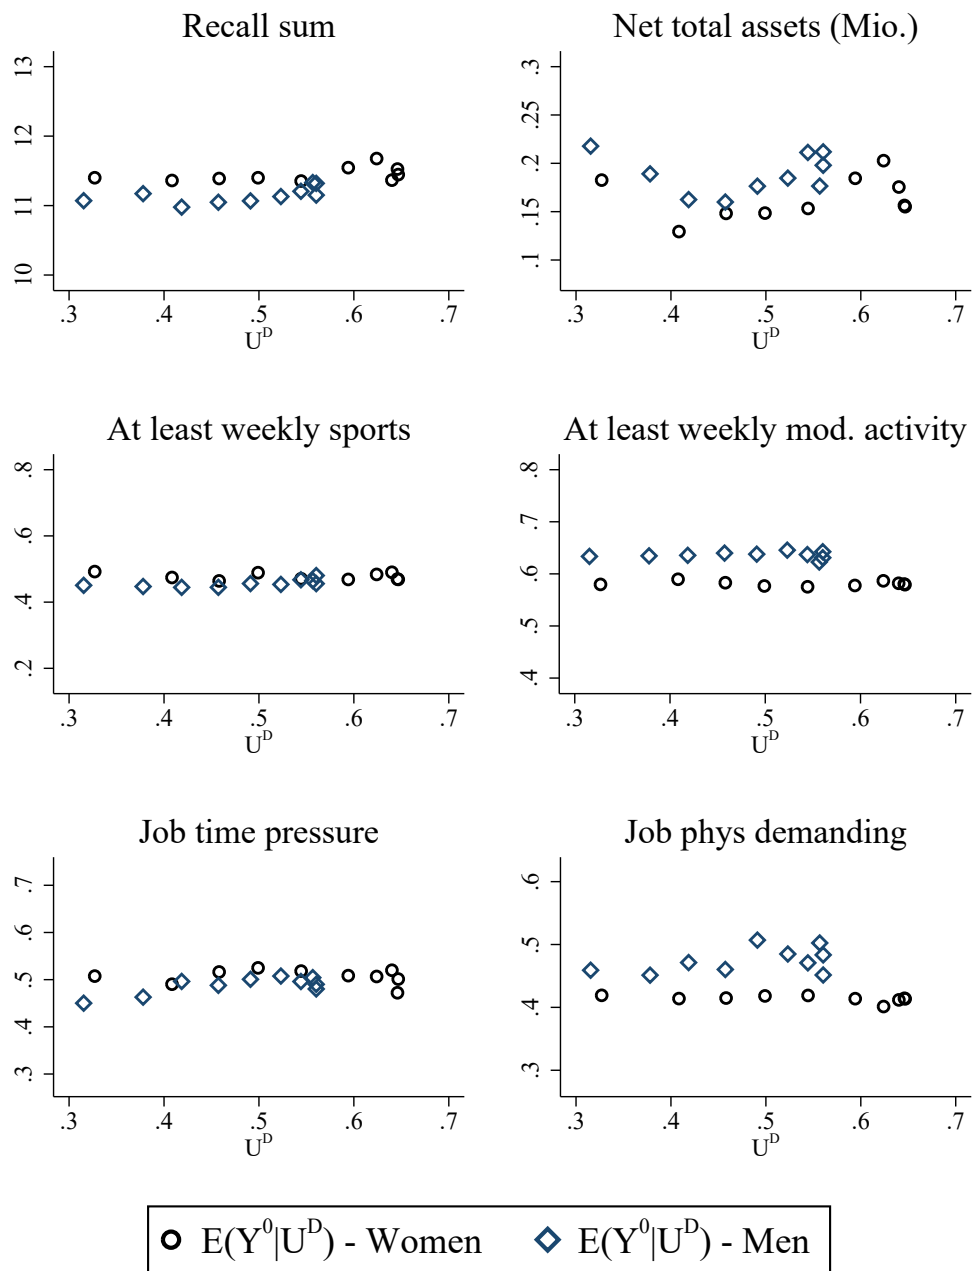 Recall sum
13
12
11
10
.3 .4 .5 .6 .7
U^D
Net total assets (Mio.)
.3
.25
.2
.15
.1
.3 .4 .5 .6 .7
U^D
At least weekly sports
.8
.6
.4
.2
.3 .4 .5 .6 .7
U^D
At least weekly mod. activity
.8
.7
.6
.5
.4
.3 .4 .5 .6 .7
U^D
Job time pressure
.7
.6
.5
.4
.3
.3 .4 .5 .6 .7
U^D
Job phys demanding
.6
.5
.4
.3
.3 .4 .5 .6 .7
U^D
E(Y^0|U^D) - Women E(Y^0|U^D) - Men